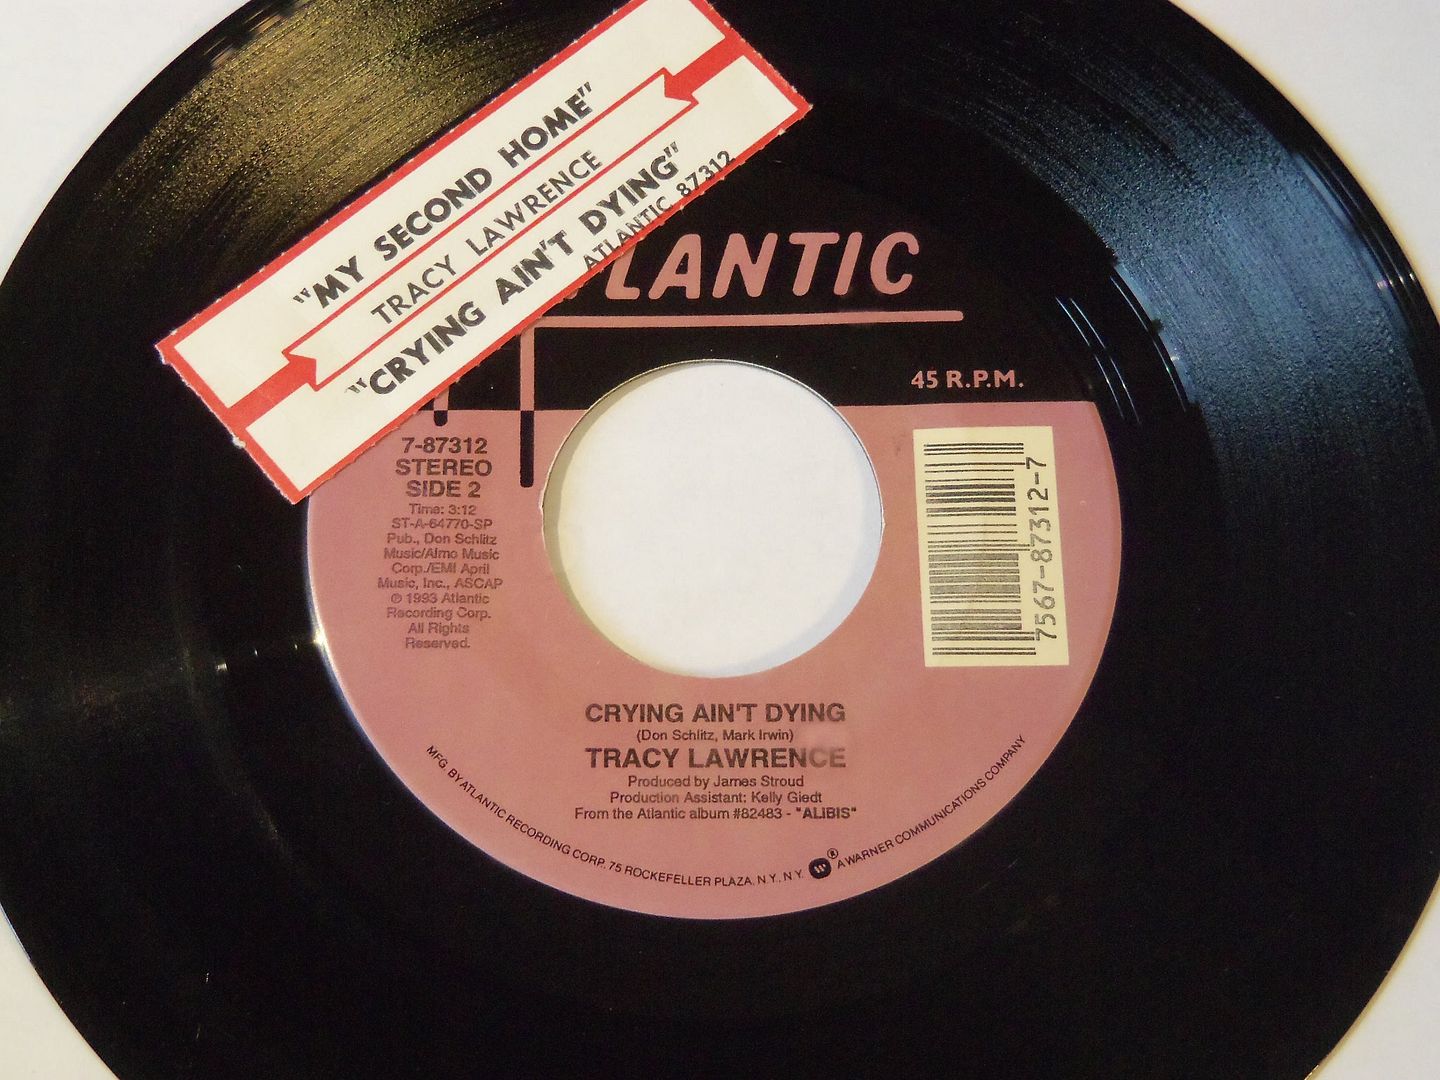 "MY SECOND HOME"
TRACY LAWRENCE
"CRYING AIN'T DYING"
ATLANTIC 87312
ATLANTIC
45 R.P.M.
7-87312
STEREO
SIDE 2
Time: 3:12
ST-A-64770-SP
Pub., Don Schlitz
Music/Almo Music
Corp./EMI April
Music, Inc., ASCAP
℗ 1993 Atlantic
Recording Corp.
All Rights
Reserved.
7567-87312-7
CRYING AIN'T DYING
(Don Schlitz, Mark Irwin)
TRACY LAWRENCE
Produced by James Stroud
Production Assistant: Kelly Giedt
From the Atlantic album #82483 - "ALIBIS"
MFG. BY ATLANTIC RECORDING CORP. 75 ROCKEFELLER PLAZA, N.Y., N.Y. W® A WARNER COMMUNICATIONS COMPANY